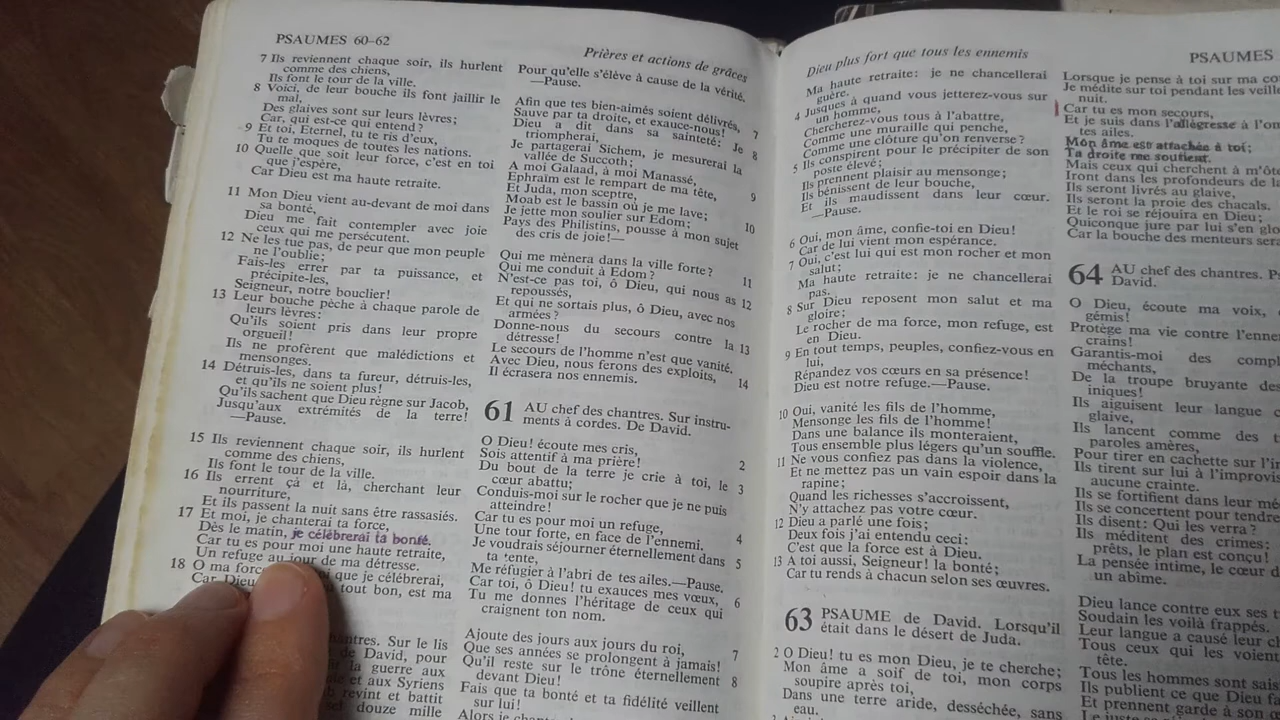 PSAUMES 60–62
Prières et actions de grâces
7 Ils reviennent chaque soir, ils hurlent
comme des chiens,
Ils font le tour de la ville.
8 Voici, de leur bouche ils font jaillir le
mal,
Des glaives sont sur leurs lèvres;
Car, qui est-ce qui entend?
9 Et toi, Eternel, tu te ris d'eux,
Tu te moques de toutes les nations.
10 Quelle que soit leur force, c'est en toi
que j'espère,
Car Dieu est ma haute retraite.
11 Mon Dieu vient au-devant de moi dans
sa bonté,
Dieu me fait contempler avec joie
ceux qui me persécutent.
12 Ne les tue pas, de peur que mon peuple
ne l'oublie;
Fais-les errer par ta puissance, et
précipite-les,
Seigneur, notre bouclier!
13 Leur bouche pèche à chaque parole de
leurs lèvres:
Qu'ils soient pris dans leur propre
orgueil!
Ils ne profèrent que malédictions et
mensonges.
14 Détruis-les, dans ta fureur, détruis-les,
et qu'ils ne soient plus!
Qu'ils sachent que Dieu règne sur Jacob,
Jusqu'aux extrémités de la terre!
—Pause.
15 Ils reviennent chaque soir, ils hurlent
comme des chiens,
Ils font le tour de la ville.
16 Ils errent çà et là, cherchant leur
nourriture,
Et ils passent la nuit sans être rassasiés.
17 Et moi, je chanterai ta force,
Dès le matin, je célébrerai ta bonté.
Car tu es pour moi une haute retraite,
Un refuge au jour de ma détresse.
18 O ma force que je célébrerai,
Car Dieu tout bon, est ma
chantres. Sur le lis
de David, pour
la guerre aux
et aux Syriens
revint et battit
douze mille
Pour qu'elle s'élève à cause de la vérité.
—Pause.
Afin que tes bien-aimés soient délivrés, 7
Sauve par ta droite, et exauce-nous!
Dieu a dit dans sa sainteté: Je 8
triompherai,
Je partagerai Sichem, je mesurerai la
vallée de Succoth;
A moi Galaad, à moi Manassé, 9
Ephraïm est le rempart de ma tête,
Et Juda, mon sceptre,
Moab est le bassin où je me lave; 10
Je jette mon soulier sur Edom;
Pays des Philistins, pousse à mon sujet
des cris de joie!—
Qui me mènera dans la ville forte? 11
Qui me conduit à Edom?
N'est-ce pas toi, ô Dieu, qui nous as 12
repoussés,
Et qui ne sortais plus, ô Dieu, avec nos
armées?
Donne-nous du secours contre la 13
détresse!
Le secours de l'homme n'est que vanité.
Avec Dieu, nous ferons des exploits, 14
Il écrasera nos ennemis.
61 AU chef des chantres. Sur instru-
ments à cordes. De David.
O Dieu! écoute mes cris, 2
Sois attentif à ma prière!
Du bout de la terre je crie à toi, le 3
cœur abattu;
Conduis-moi sur le rocher que je ne puis
atteindre!
Car tu es pour moi un refuge, 4
Une tour forte, en face de l'ennemi.
Je voudrais séjourner éternellement dans 5
ta tente,
Me réfugier à l'abri de tes ailes.—Pause.
Car toi, ô Dieu! tu exauces mes vœux, 6
Tu me donnes l'héritage de ceux qui
craignent ton nom.
Ajoute des jours aux jours du roi, 7
Que ses années se prolongent à jamais!
Qu'il reste sur le trône éternellement 8
devant Dieu!
Fais que ta bonté et ta fidélité veillent
sur lui!
Alors je
Dieu plus fort que tous les ennemis
PSAUMES
Ma haute retraite: je ne chancellerai
guère.
4 Jusques à quand vous jetterez-vous sur
un homme,
Chercherez-vous tous à l'abattre,
Comme une muraille qui penche,
Comme une clôture qu'on renverse?
5 Ils conspirent pour le précipiter de son
poste élevé;
Ils prennent plaisir au mensonge;
Ils bénissent de leur bouche,
Et ils maudissent dans leur cœur.
—Pause.
6 Oui, mon âme, confie-toi en Dieu!
Car de lui vient mon espérance.
7 Oui, c'est lui qui est mon rocher et mon
salut;
Ma haute retraite: je ne chancellerai
pas.
8 Sur Dieu reposent mon salut et ma
gloire;
Le rocher de ma force, mon refuge, est
en Dieu.
9 En tout temps, peuples, confiez-vous en
lui,
Répandez vos cœurs en sa présence!
Dieu est notre refuge.—Pause.
10 Oui, vanité les fils de l'homme,
Mensonge les fils de l'homme!
Dans une balance ils monteraient,
Tous ensemble plus légers qu'un souffle.
11 Ne vous confiez pas dans la violence,
Et ne mettez pas un vain espoir dans la
rapine;
Quand les richesses s'accroissent,
N'y attachez pas votre cœur.
12 Dieu a parlé une fois;
Deux fois j'ai entendu ceci:
C'est que la force est à Dieu.
13 A toi aussi, Seigneur! la bonté;
Car tu rends à chacun selon ses œuvres.
63 PSAUME de David. Lorsqu'il
était dans le désert de Juda.
2 O Dieu! tu es mon Dieu, je te cherche;
Mon âme a soif de toi, mon corps
soupire après toi,
Dans une terre aride, desséchée, sans
eau.
Lorsque je pense à toi sur ma
Je médite sur toi pendant les
nuit.
Car tu es mon secours,
Et je suis dans l'allégresse à
tes ailes.
Mon âme est attachée à toi;
Ta droite me soutient.
Mais ceux qui cherchent à
Iront dans les profondeurs de
Ils seront livrés au glaive,
Ils seront la proie des chacals.
Et le roi se réjouira en Dieu;
Quiconque jure par lui s'en
Car la bouche des menteurs
64 AU chef des chantres.
David.
O Dieu, écoute ma voix,
gémis!
Protège ma vie contre
crains!
Garantis-moi des
méchants,
De la troupe bruyante
iniques!
Ils aiguisent leur langue
glaive,
Ils lancent comme des
paroles amères,
Pour tirer en cachette sur
Ils tirent sur lui à
aucune crainte.
Ils se fortifient dans leur
Ils se concertent pour
Ils disent: Qui les verra?
Ils méditent des crimes:
prêts, le plan est conçu!
La pensée intime, le cœur
un abîme.
Dieu lance contre eux ses
Soudain les voilà frappés.
Leur langue a causé leur
Tous ceux qui les
tête.
Tous les hommes sont
Ils publient ce que Dieu
Et prennent garde à son